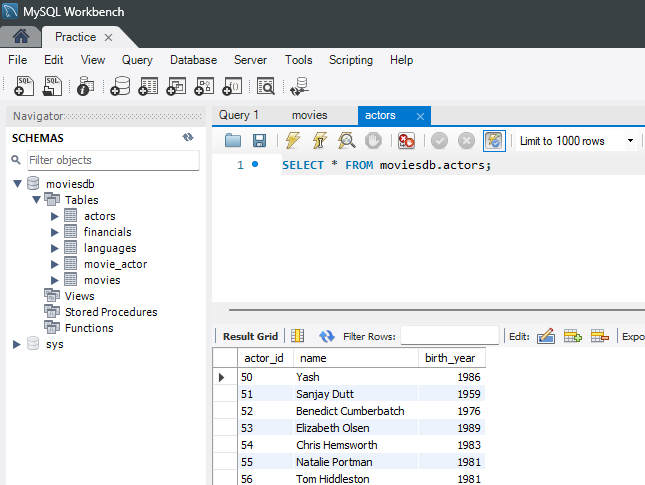 MySQL Workbench
Practice ×
File Edit View Query Database Server Tools Scripting Help
Navigator
SCHEMAS
Filter objects
moviesdb
Tables
actors
financials
languages
movie_actor
movies
Views
Stored Procedures
Functions
sys
Query 1 movies actors ×
Limit to 1000 rows
1 SELECT * FROM moviesdb.actors;
Result Grid Filter Rows: Edit: Expo
actor_id name birth_year
50 Yash 1986
51 Sanjay Dutt 1959
52 Benedict Cumberbatch 1976
53 Elizabeth Olsen 1989
54 Chris Hemsworth 1983
55 Natalie Portman 1981
56 Tom Hiddleston 1981